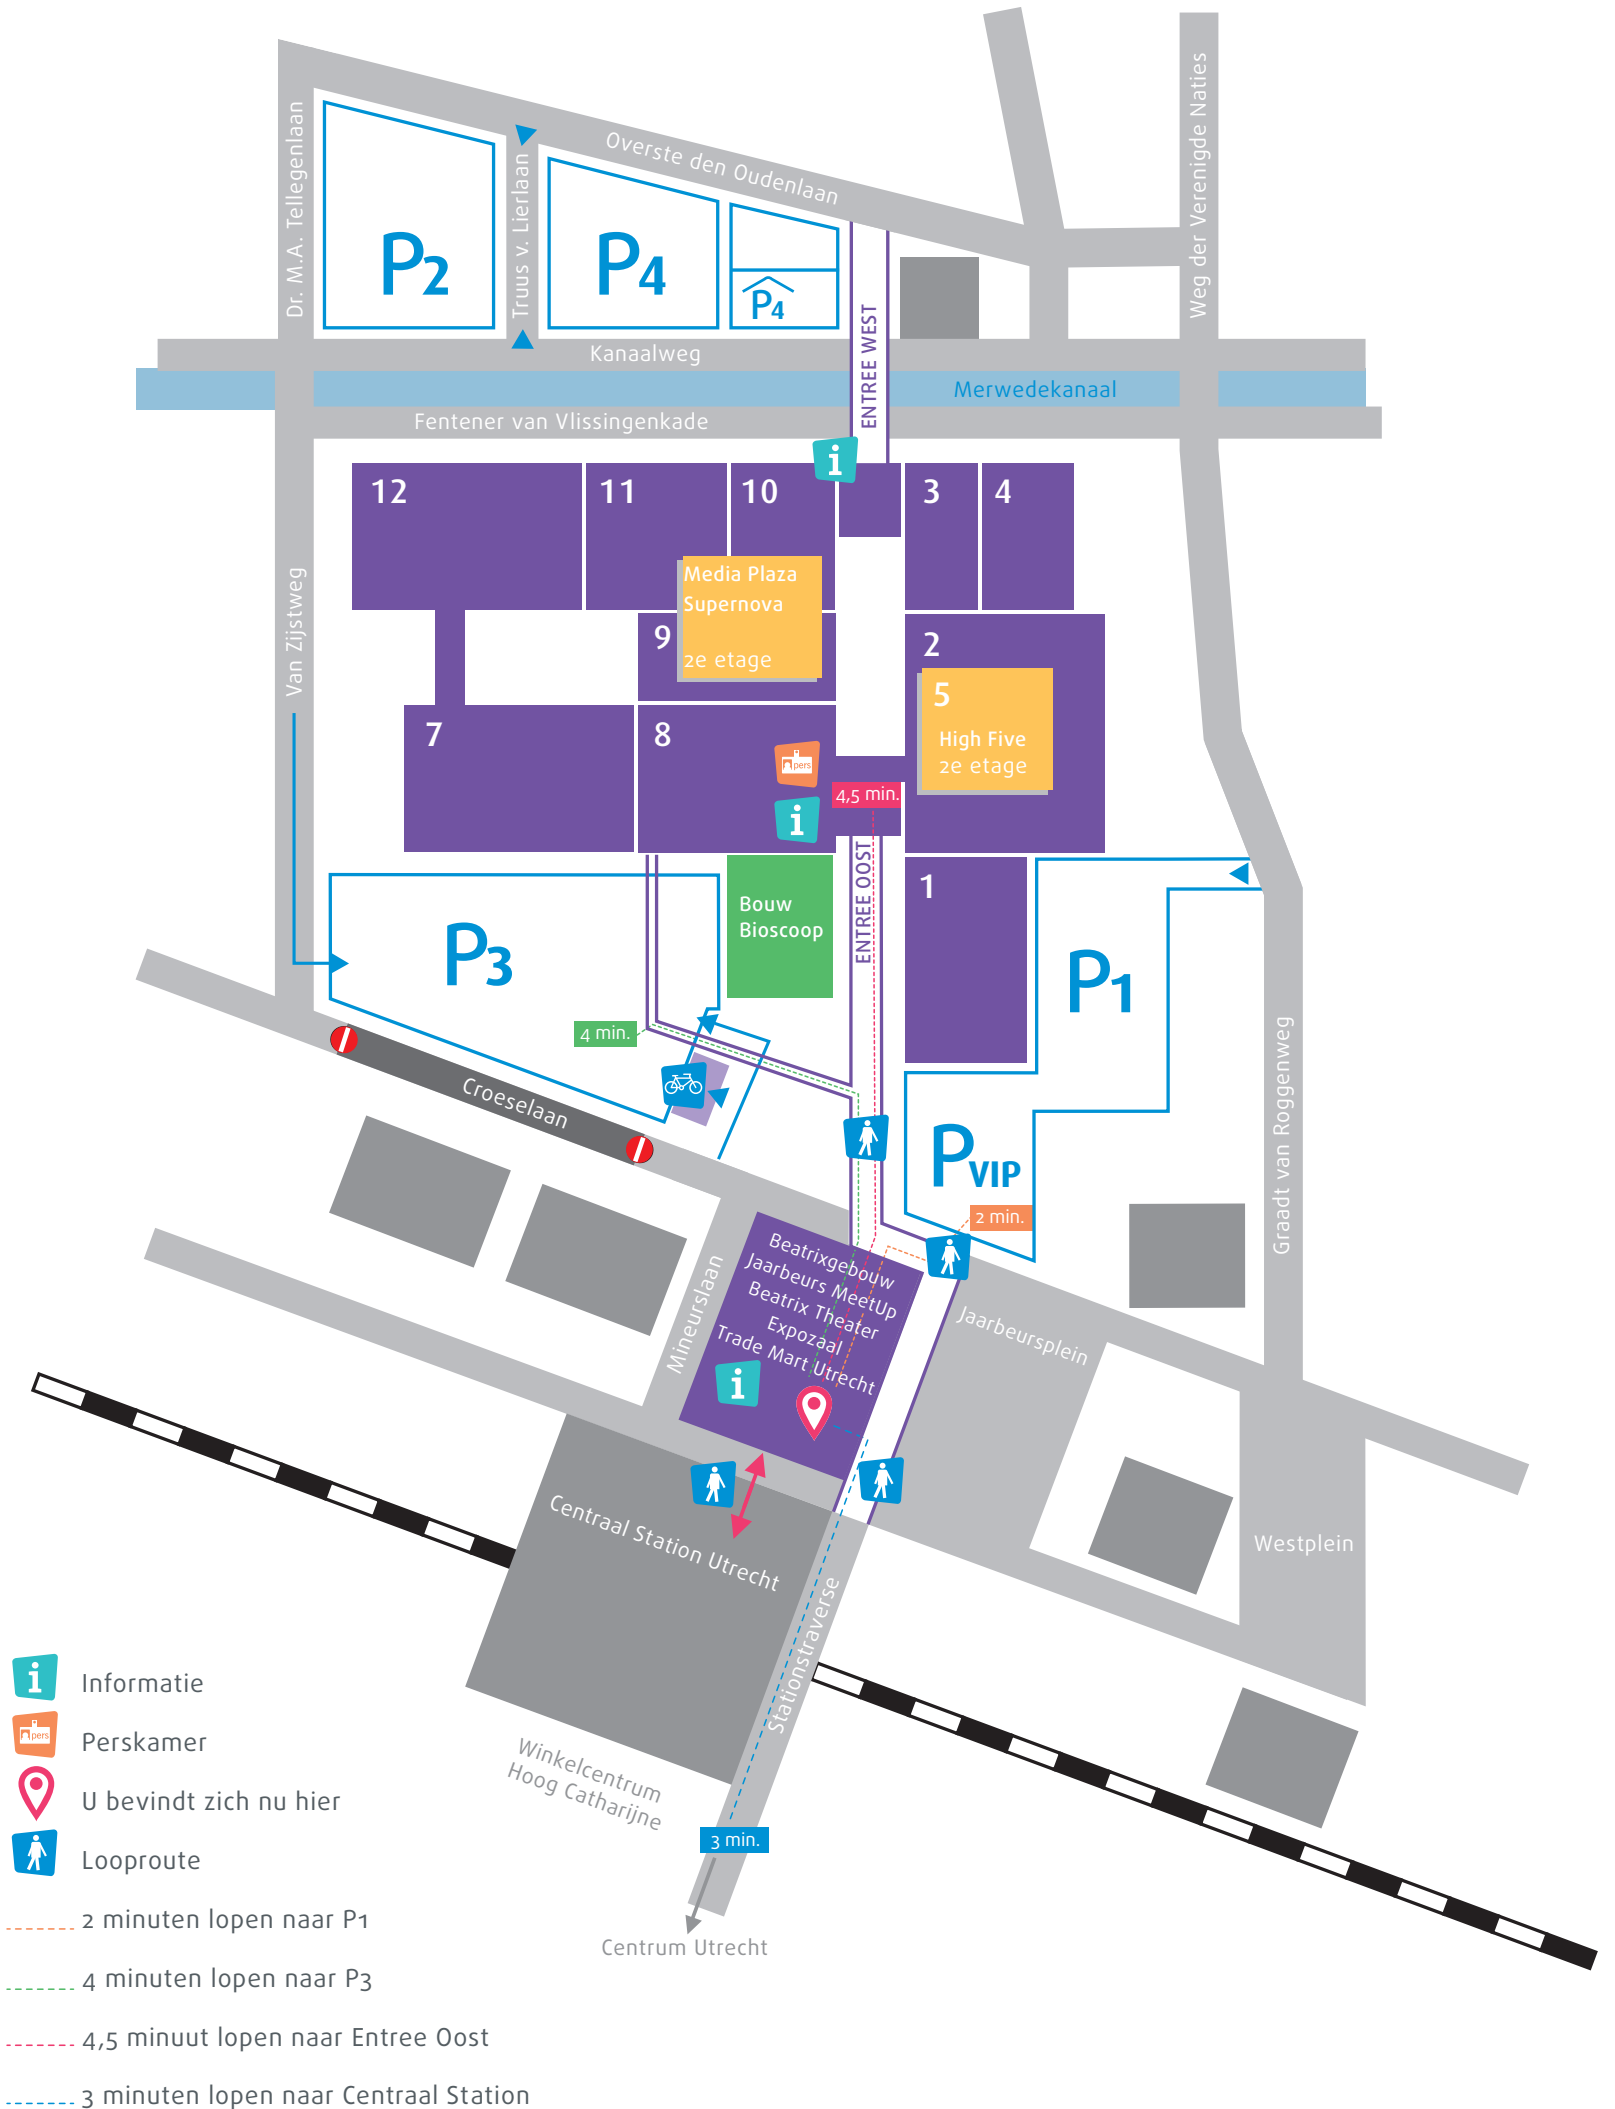 Dr. M.A. Tellegenlaan
Truus v. Lierlaan
Overste den Oudenlaan
Weg der Verenigde Naties
P2
P4
P4
ENTREE WEST
Kanaalweg
Merwedekanaal
Fentener van Vlissingenkade
i
12
11
10
3
4
Media Plaza
Supernova
2e etage
9
2
5
High Five
2e etage
Van Zijstweg
7
8
pers
4,5 min.
i
ENTREE OOST
Bouw
Bioscoop
1
P3
P1
4 min.
Croeselaan
Graadt van Roggenweg
PVIP
2 min.
Beatrixgebouw
Jaarbeurs MeetUp
Beatrix Theater
Expozaal
Trade Mart Utrecht
i
Mineurslaan
Jaarbeursplein
Centraal Station Utrecht
Westplein
Stationstraverse
Winkelcentrum
Hoog Catharijne
3 min.
Centrum Utrecht
i Informatie
pers Perskamer
U bevindt zich nu hier
Looproute
2 minuten lopen naar P1
4 minuten lopen naar P3
4,5 minuut lopen naar Entree Oost
3 minuten lopen naar Centraal Station